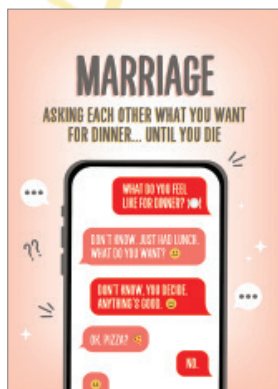 MARRIAGE
ASKING EACH OTHER WHAT YOU WANT
FOR DINNER... UNTIL YOU DIE
WHAT DO YOU FEEL
LIKE FOR DINNER? 🍽
??
DON'T KNOW. JUST HAD LUNCH.
WHAT DO YOU WANT? 😊
DON'T KNOW. YOU DECIDE.
ANYTHING'S GOOD. 😊
OK, PIZZA? 🍕
NO.